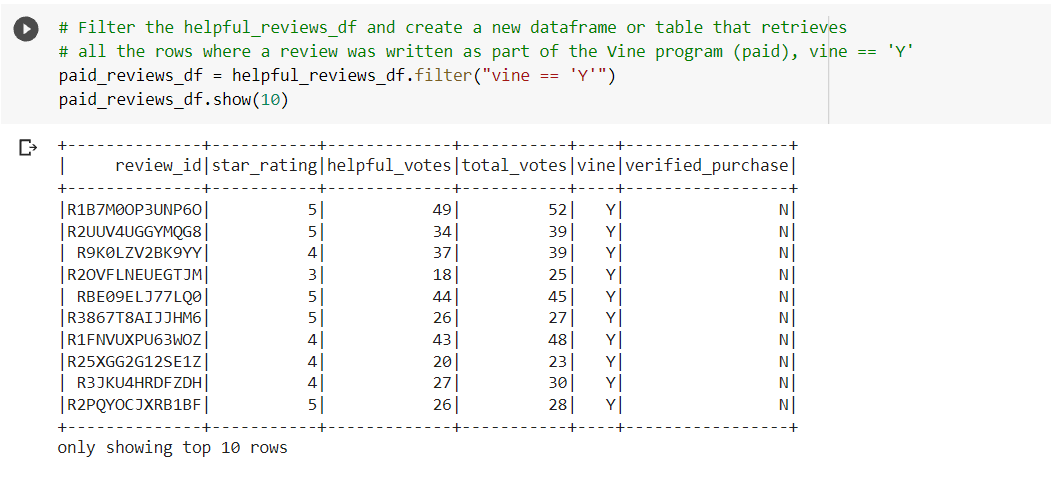 # Filter the helpful_reviews_df and create a new dataframe or table that retrieves
# all the rows where a review was written as part of the Vine program (paid), vine == 'Y'
paid_reviews_df = helpful_reviews_df.filter("vine == 'Y'")
paid_reviews_df.show(10)
+--------------+-----------+-------------+-----------+----+-----------------+
|     review_id|star_rating|helpful_votes|total_votes|vine|verified_purchase|
+--------------+-----------+-------------+-----------+----+-----------------+
|R1B7M0OP3UNP6O|          5|           49|         52|   Y|                N|
|R2UUV4UGGYMQG8|          5|           34|         39|   Y|                N|
| R9K0LZV2BK9YY|          4|           37|         39|   Y|                N|
|R2OVFLNEUEGTJM|          3|           18|         25|   Y|                N|
| RBE09ELJ77LQ0|          5|           44|         45|   Y|                N|
|R3867T8AIJJHM6|          5|           26|         27|   Y|                N|
|R1FNVUXPU63WOZ|          4|           43|         48|   Y|                N|
|R25XGG2G12SE1Z|          4|           20|         23|   Y|                N|
| R3JKU4HRDFZDH|          4|           27|         30|   Y|                N|
|R2PQYOCJXRB1BF|          5|           26|         28|   Y|                N|
+--------------+-----------+-------------+-----------+----+-----------------+
only showing top 10 rows